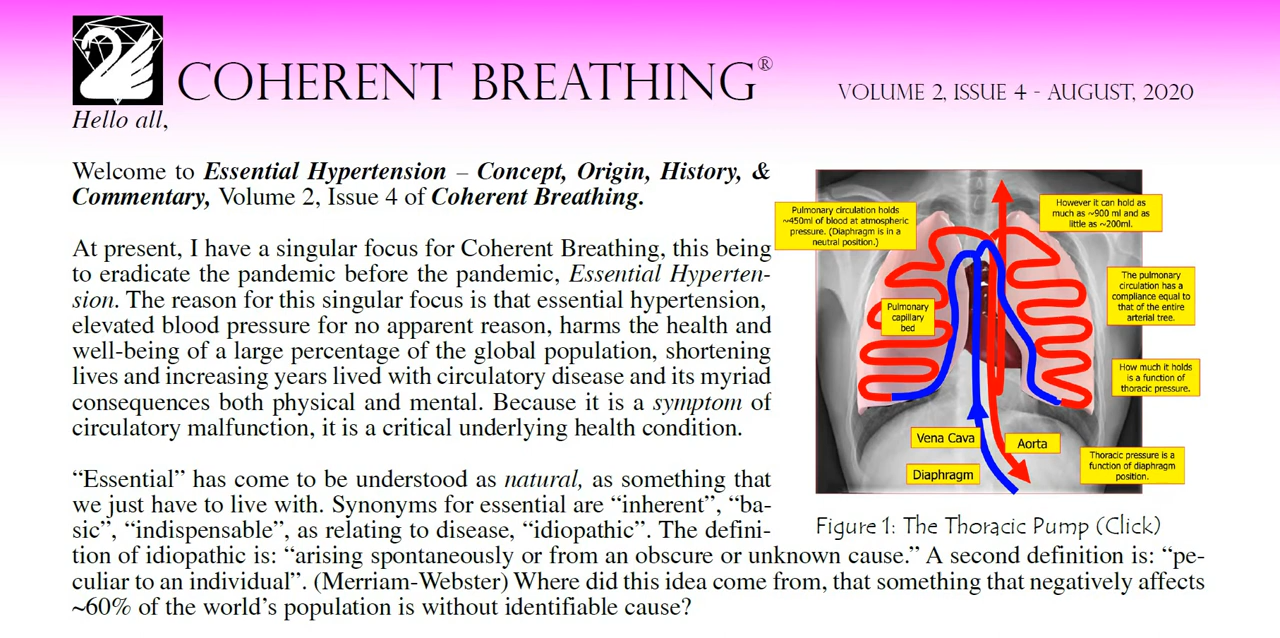 COHERENT BREATHING®
VOLUME 2, ISSUE 4 - AUGUST, 2020
Hello all,
Welcome to Essential Hypertension – Concept, Origin, History, &
Commentary, Volume 2, Issue 4 of Coherent Breathing.
At present, I have a singular focus for Coherent Breathing, this being
to eradicate the pandemic before the pandemic, Essential Hyperten-
sion. The reason for this singular focus is that essential hypertension,
elevated blood pressure for no apparent reason, harms the health and
well-being of a large percentage of the global population, shortening
lives and increasing years lived with circulatory disease and its myriad
consequences both physical and mental. Because it is a symptom of
circulatory malfunction, it is a critical underlying health condition.
“Essential” has come to be understood as natural, as something that
we just have to live with. Synonyms for essential are “inherent”, “ba-
sic”, “indispensable”, as relating to disease, “idiopathic”. The defini-
tion of idiopathic is: “arising spontaneously or from an obscure or unknown cause.” A second definition is: “pe-
culiar to an individual”. (Merriam-Webster) Where did this idea come from, that something that negatively affects
~60% of the world’s population is without identifiable cause?
Pulmonary circulation holds
~450ml of blood at atmospheric
pressure. (Diaphragm is in a
neutral position.)
However it can hold as
much as ~900 ml and as
little as ~200ml.
The pulmonary
circulation has a
compliance equal to
that of the entire
arterial tree.
Pulmonary
capillary
bed
How much it holds
is a function of
thoracic pressure.
Vena Cava
Aorta
Diaphragm
Thoracic pressure is a
function of diaphragm
position.
Figure 1: The Thoracic Pump (Click)